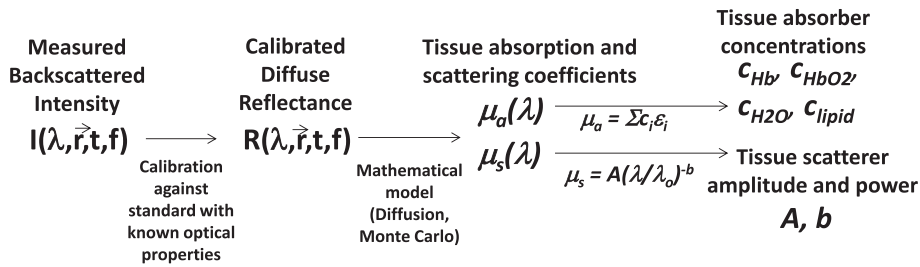 Measured
Backscattered
Intensity
I(λ,r⃗,t,f)
Calibration
against
standard with
known optical
properties
Calibrated
Diffuse
Reflectance
R(λ,r⃗,t,f)
Mathematical
model
(Diffusion,
Monte Carlo)
Tissue absorption and
scattering coefficients
μa(λ)
μs(λ)
μa = Σciεi
μs = A(λ/λo)-b
Tissue absorber
concentrations
cHb, cHbO2,
cH2O, clipid
Tissue scatterer
amplitude and power
A, b